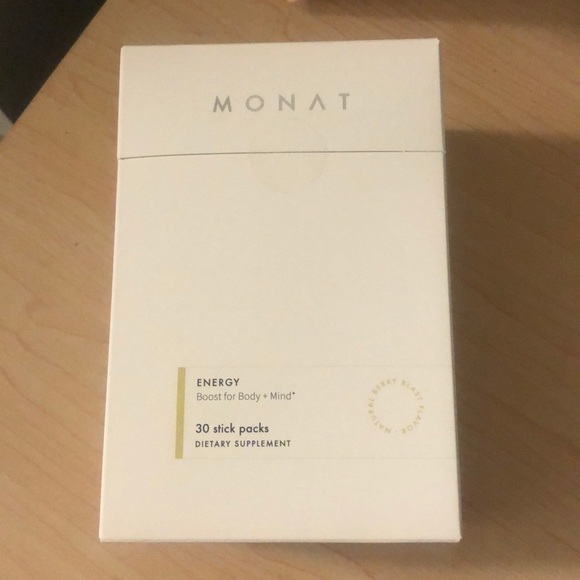 MONAT
ENERGY
Boost for Body + Mind*
30 stick packs
DIETARY SUPPLEMENT
NATURAL BERRY BLAST FLAVOR